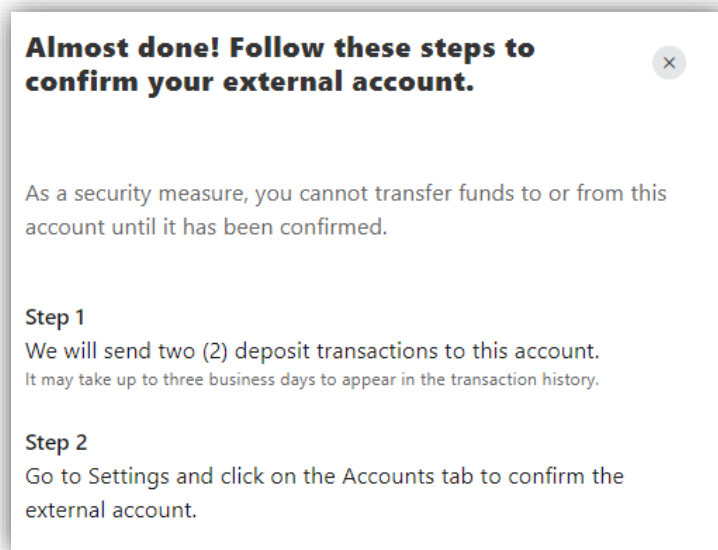 Almost done! Follow these steps to
confirm your external account.
As a security measure, you cannot transfer funds to or from this
account until it has been confirmed.
Step 1
We will send two (2) deposit transactions to this account.
It may take up to three business days to appear in the transaction history.
Step 2
Go to Settings and click on the Accounts tab to confirm the
external account.